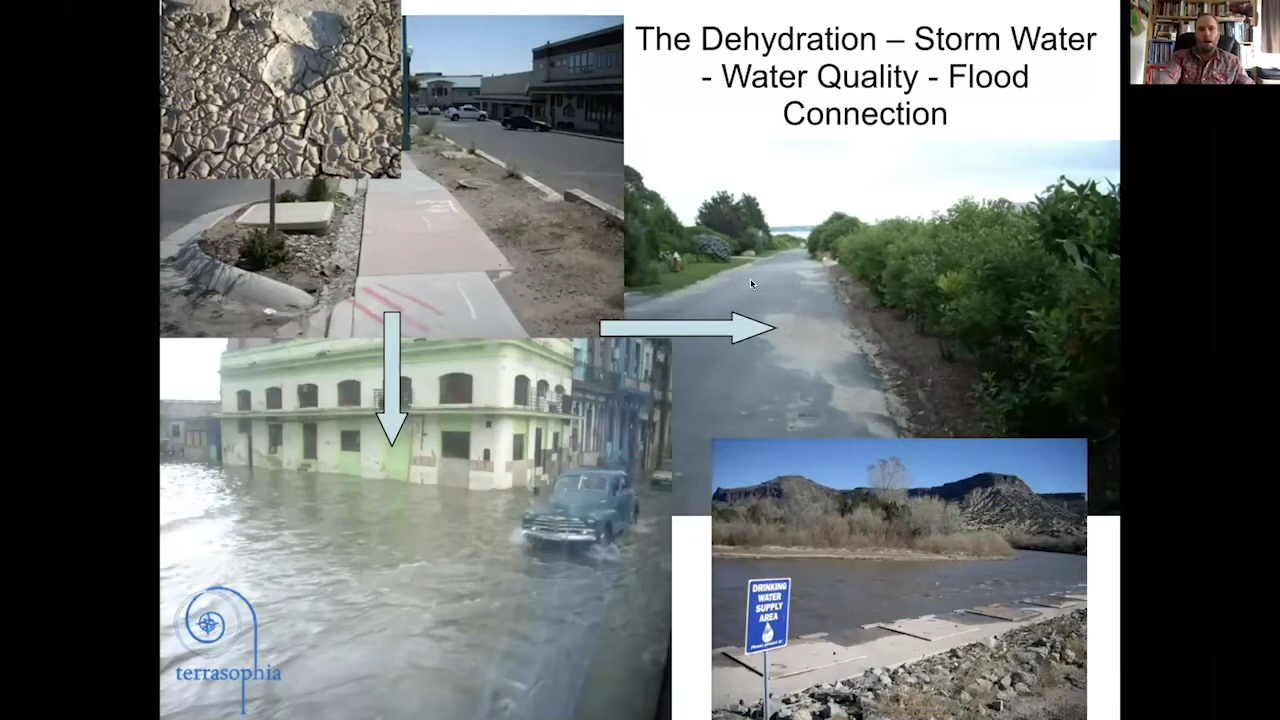 The Dehydration – Storm Water
- Water Quality - Flood
Connection
DRINKING
WATER
SUPPLY
AREA
terrasophia